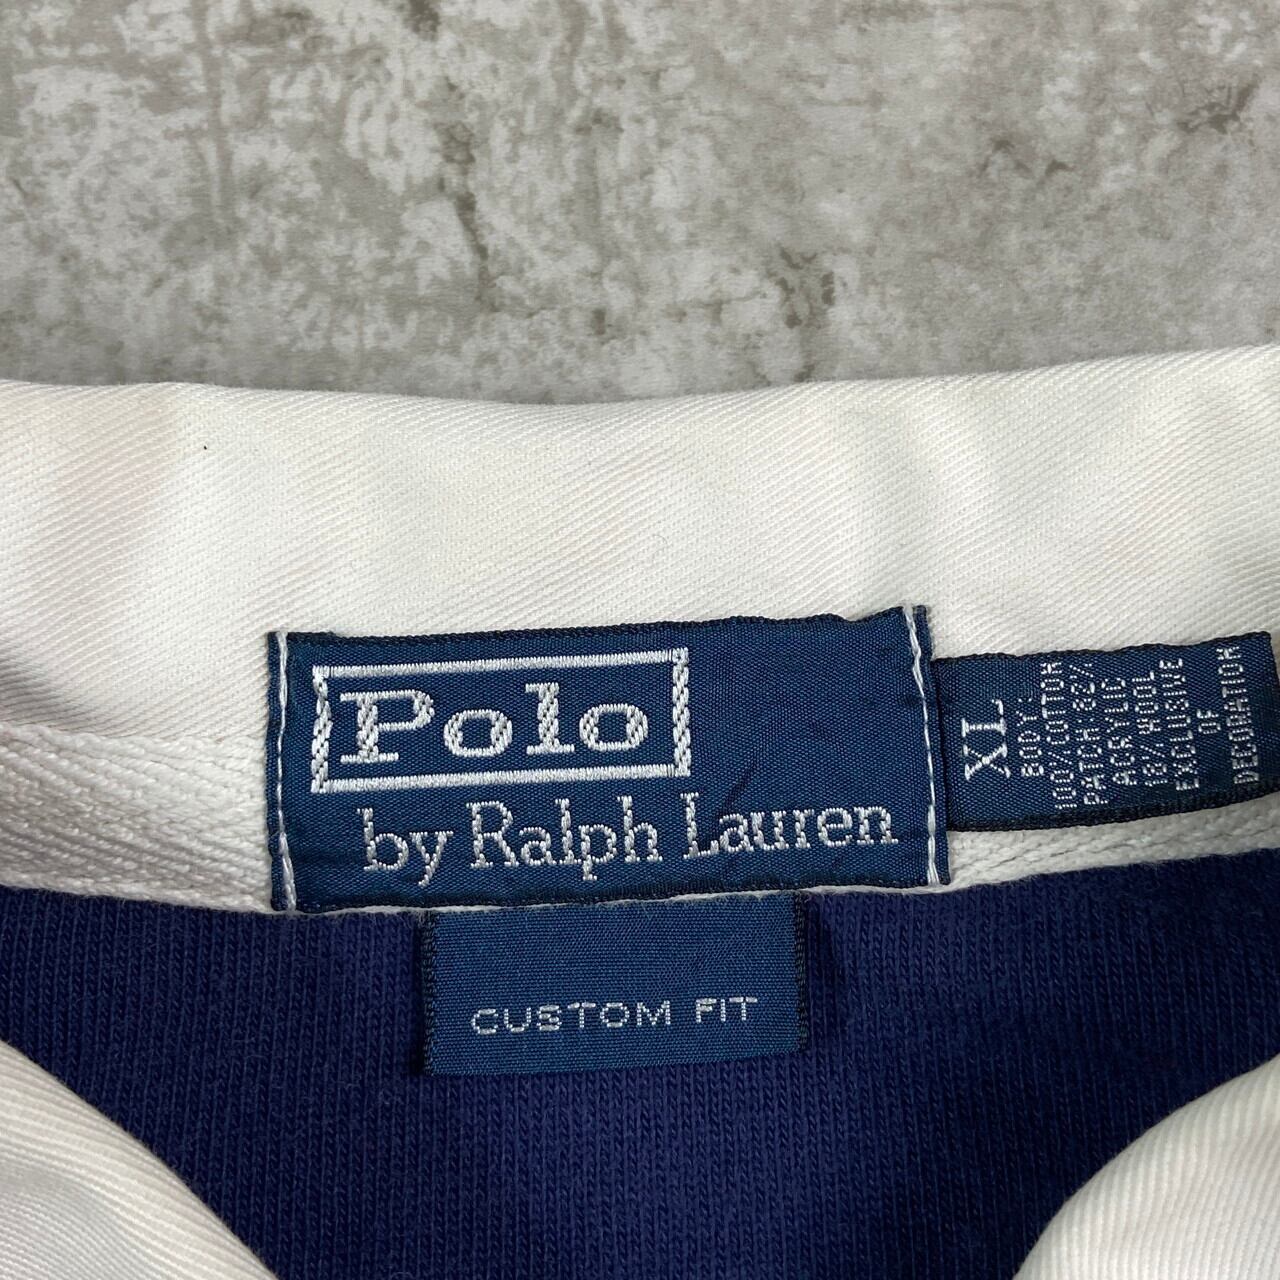 Polo
by Ralph Lauren
CUSTOM FIT
XL
BODY:
100% COTTON
PATCH: 82%
ACRYLIC
18% WOOL
EXCLUSIVE
OF
DECORATION